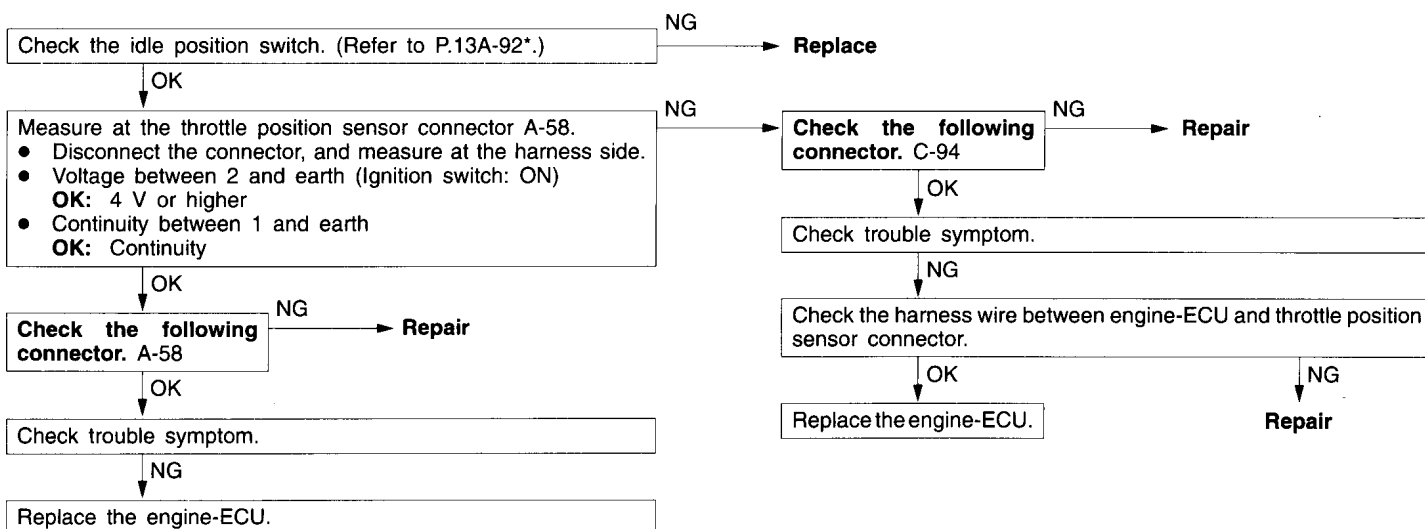 Check the idle position switch. (Refer to P.13A-92*.)
NG
Replace
OK
Measure at the throttle position sensor connector A-58.
● Disconnect the connector, and measure at the harness side.
● Voltage between 2 and earth (Ignition switch: ON)
OK: 4 V or higher
● Continuity between 1 and earth
OK: Continuity
NG
Check the following
connector. C-94
NG
Repair
OK
Check trouble symptom.
NG
Check the harness wire between engine-ECU and throttle position
sensor connector.
OK
NG
Replace the engine-ECU.
Repair
OK
Check the following
connector. A-58
NG
Repair
OK
Check trouble symptom.
NG
Replace the engine-ECU.